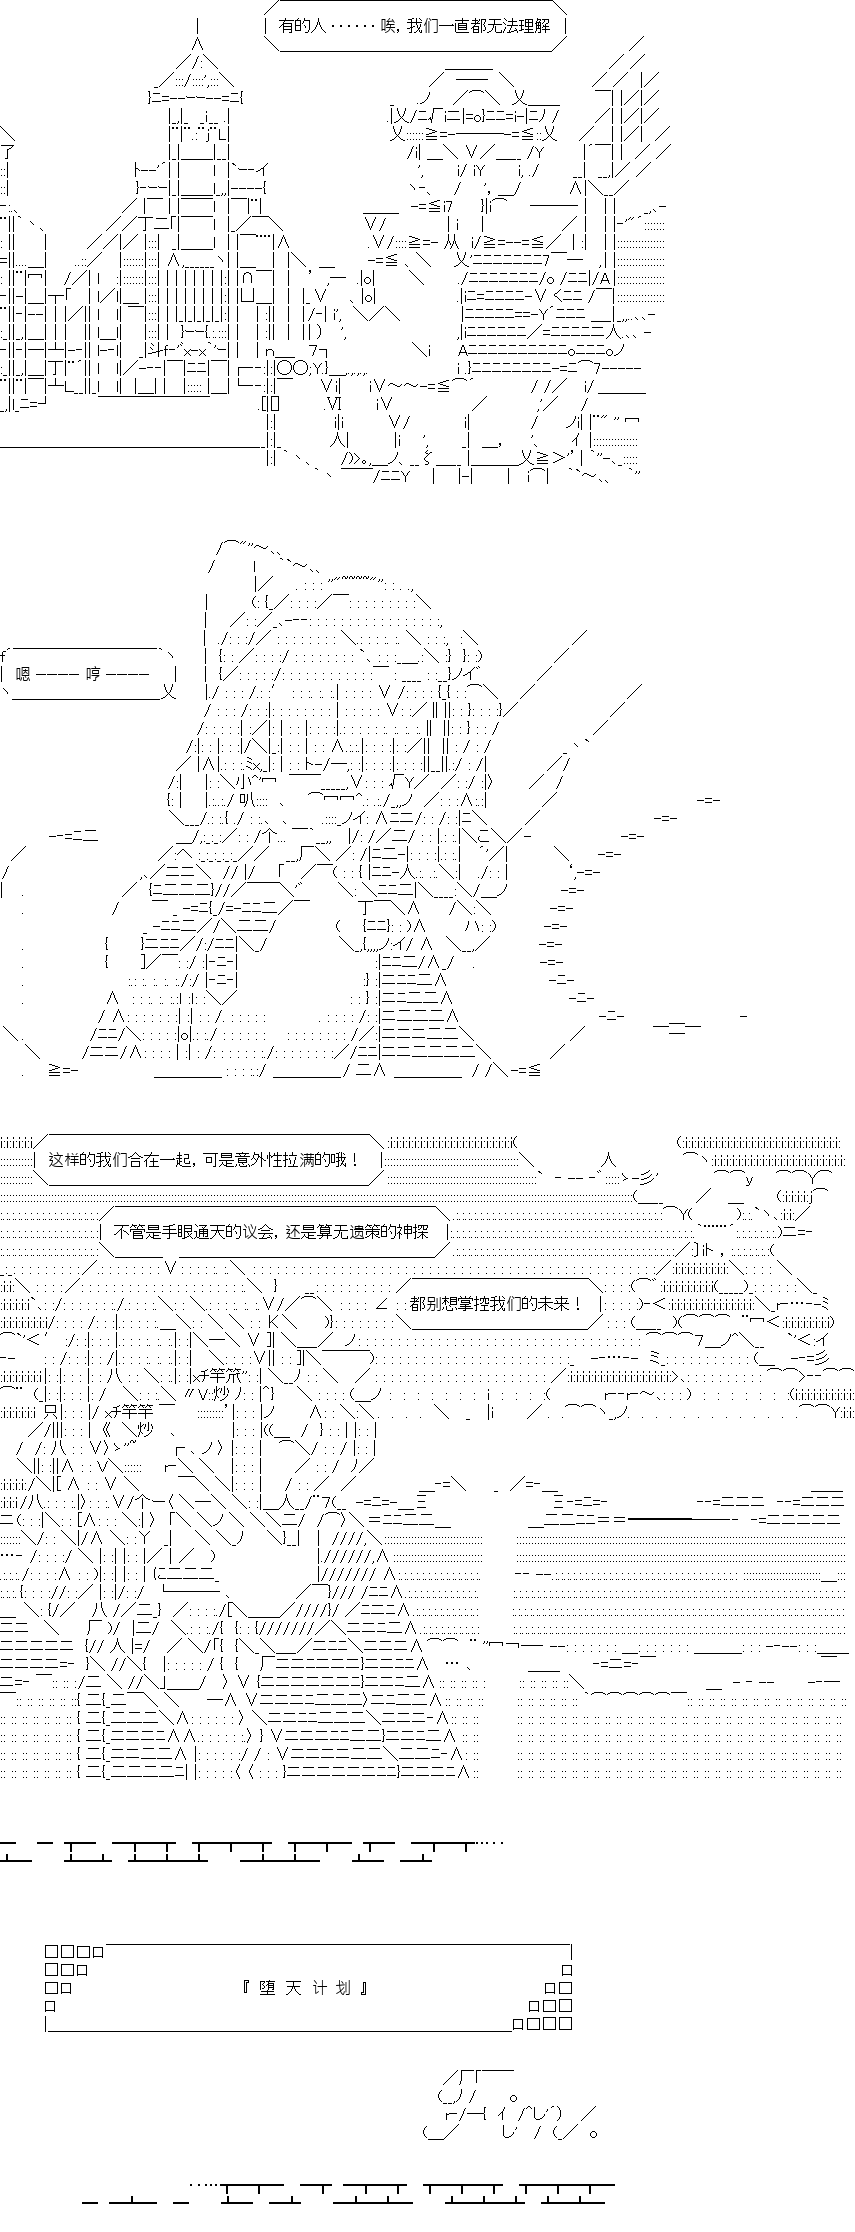 有的人······唉，我们一直都无法理解
嗯 ---- 哼 ----
这样的我们合在一起，可是意外性拉满的哦！
不管是手眼通天的议会，还是算无遗策的神探
都别想掌控我们的未来！
『 堕 天 计 划 』